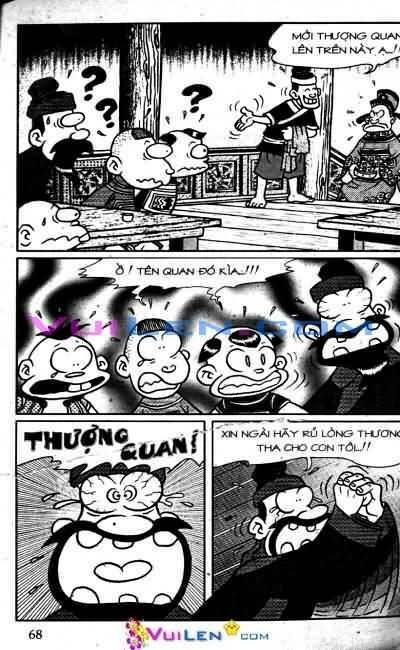 MỜI THƯỢNG QUAN
LÊN TRÊN NÀY Ạ...!!
? ? ?
Ồ! TÊN QUAN ĐÓ KÌA...!!!
VUILEN.COM
THƯỢNG
QUAN!
XIN NGÀI HÃY RỦ LÒNG THƯƠNG
THA CHO CON TÔI...!!
68
VUILEN.COM